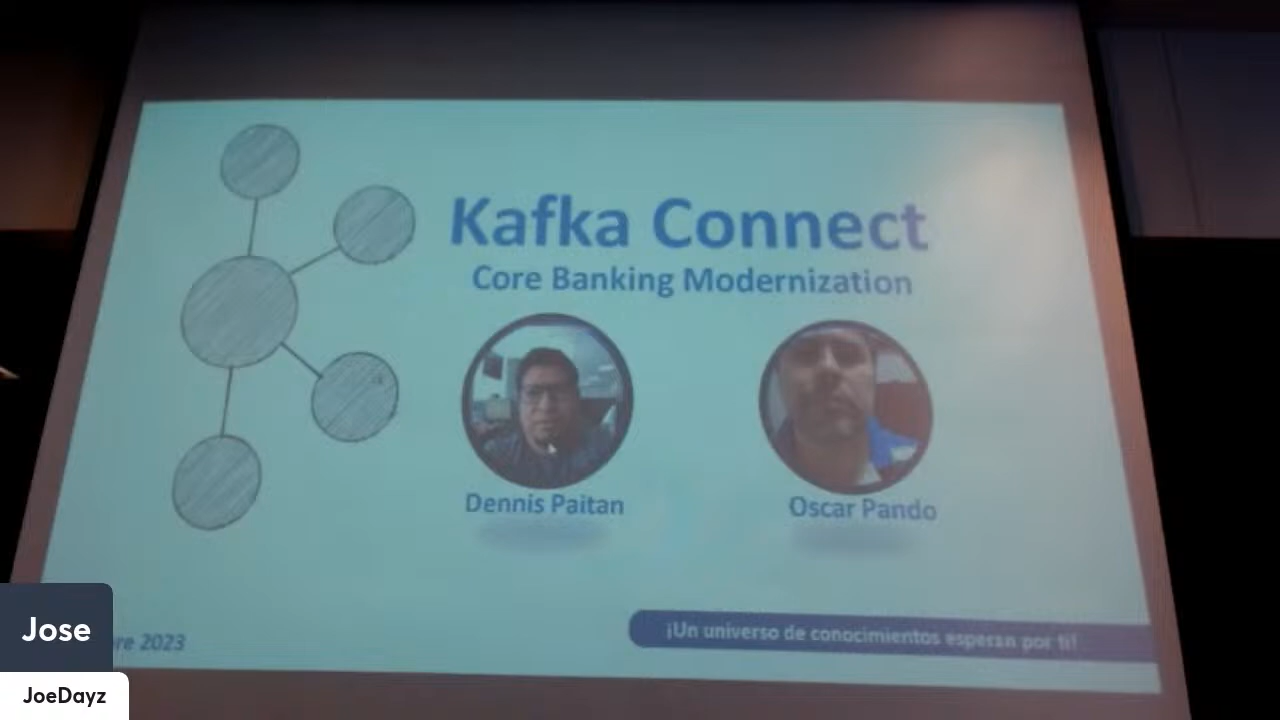 Kafka Connect
Core Banking Modernization
Dennis Paitan
Oscar Pando
Jose
re 2023
¡Un universo de conocimientos esperan por ti!
JoeDayz